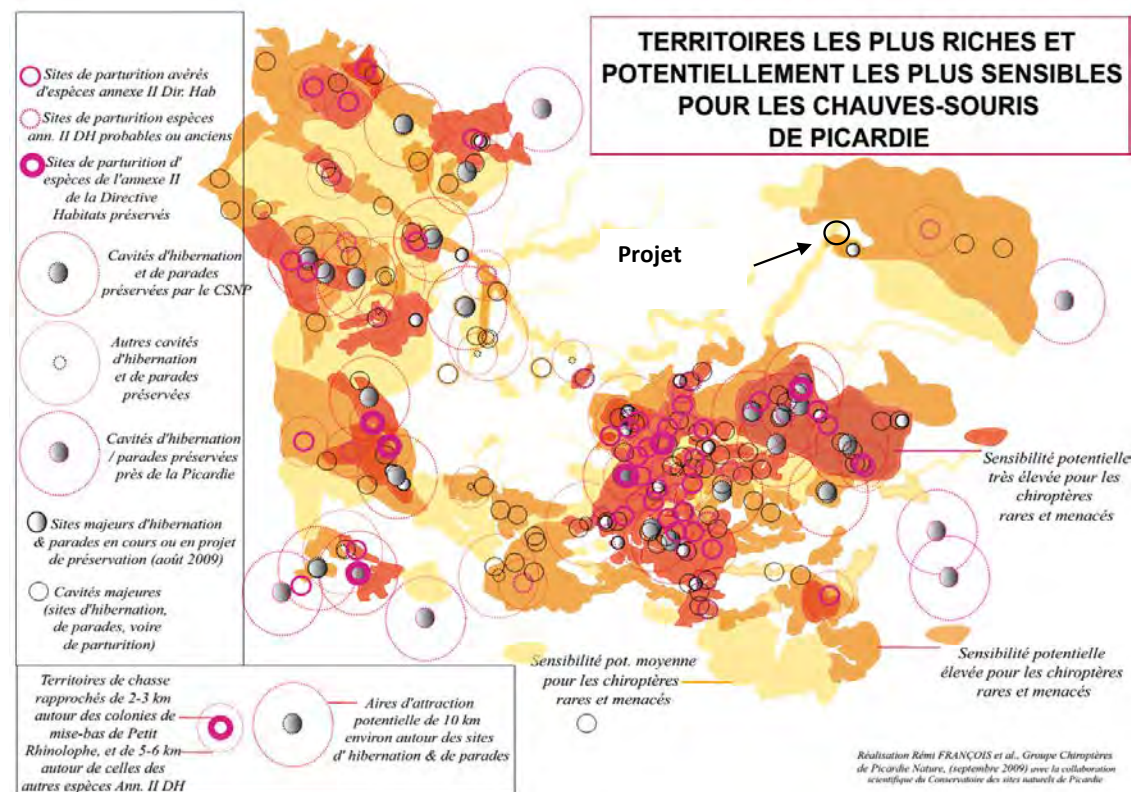 TERRITOIRES LES PLUS RICHES ET
POTENTIELLEMENT LES PLUS SENSIBLES
POUR LES CHAUVES-SOURIS
DE PICARDIE
Sites de parturition avérés
d'espèces annexe II Dir. Hab
Sites de parturition espèces
ann. II DH probables ou anciens
Sites de parturition d'
espèces de l'annexe II
de la Directive
Habitats préservés
Cavités d'hibernation
et de parades
préservées par le CSNP
Autres cavités
d'hibernation
et de parades
préservées
Cavités d'hibernation
/ parades préservées
près de la Picardie
Sites majeurs d'hibernation
& parades en cours ou en projet
de préservation (août 2009)
Cavités majeures
(sites d'hibernation,
de parades, voire
de parturition)
Projet
Sensibilité potentielle
très élevée pour les
chiroptères
rares et menacés
Sensibilité potentielle
élevée pour les chiroptères
rares et menacés
Sensibilité pot. moyenne
pour les chiroptères
rares et menacés
Territoires de chasse
rapprochés de 2-3 km
autour des colonies de
mise-bas de Petit
Rhinolophe, et de 5-6 km
autour de celles des
autres espèces Ann. II DH
Aires d'attraction
potentielle de 10 km
environ autour des sites
d' hibernation & de parades
Réalisation Rémi FRANÇOIS et al., Groupe Chiroptères
de Picardie Nature, (septembre 2009) avec la collaboration
scientifique du Conservatoire des sites naturels de Picardie